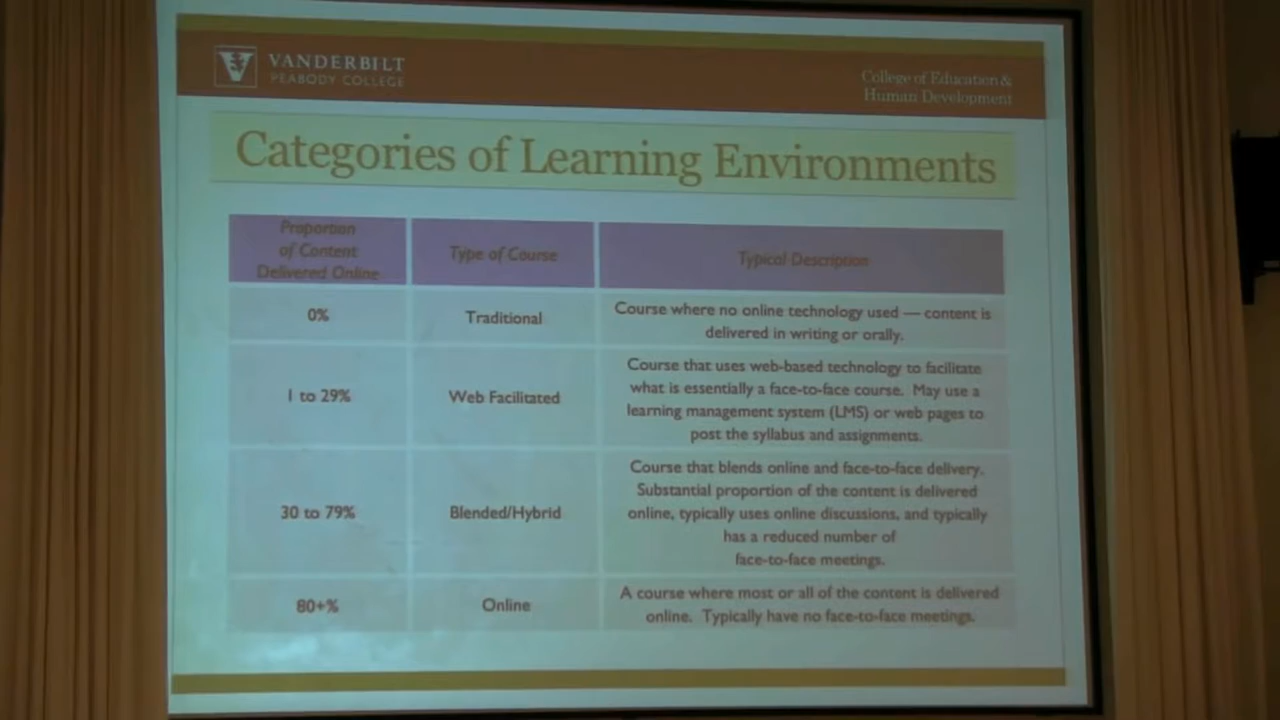 VANDERBILT
PEABODY COLLEGE
College of Education &
Human Development
Categories of Learning Environments
Proportion
of Content
Delivered Online
Type of Course
Typical Description
0%
Traditional
Course where no online technology used — content is
delivered in writing or orally.
1 to 29%
Web Facilitated
Course that uses web-based technology to facilitate
what is essentially a face-to-face course. May use a
learning management system (LMS) or web pages to
post the syllabus and assignments.
30 to 79%
Blended/Hybrid
Course that blends online and face-to-face delivery.
Substantial proportion of the content is delivered
online, typically uses online discussions, and typically
has a reduced number of
face-to-face meetings.
80+%
Online
A course where most or all of the content is delivered
online. Typically have no face-to-face meetings.